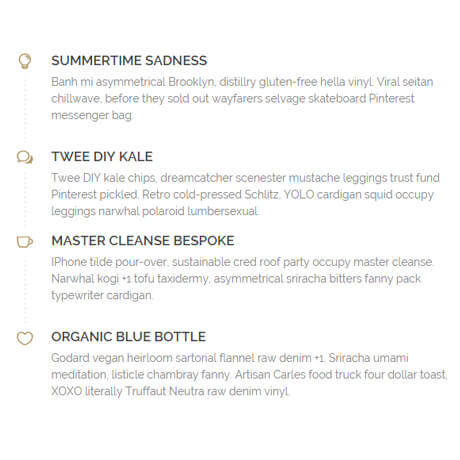 SUMMERTIME SADNESS
Banh mi asymmetrical Brooklyn, distillry gluten-free hella vinyl. Viral seitan
chillwave, before they sold out wayfarers selvage skateboard Pinterest
messenger bag.
TWEE DIY KALE
Twee DIY kale chips, dreamcatcher scenester mustache leggings trust fund
Pinterest pickled. Retro cold-pressed Schlitz, YOLO cardigan squid occupy
leggings narwhal polaroid lumbersexual.
MASTER CLEANSE BESPOKE
IPhone tilde pour-over, sustainable cred roof party occupy master cleanse.
Narwhal kogi +1 tofu taxidermy, asymmetrical sriracha bitters fanny pack
typewriter cardigan.
ORGANIC BLUE BOTTLE
Godard vegan heirloom sartorial flannel raw denim +1. Sriracha umami
meditation, listicle chambray fanny. Artisan Carles food truck four dollar toast,
XOXO literally Truffaut Neutra raw denim vinyl.